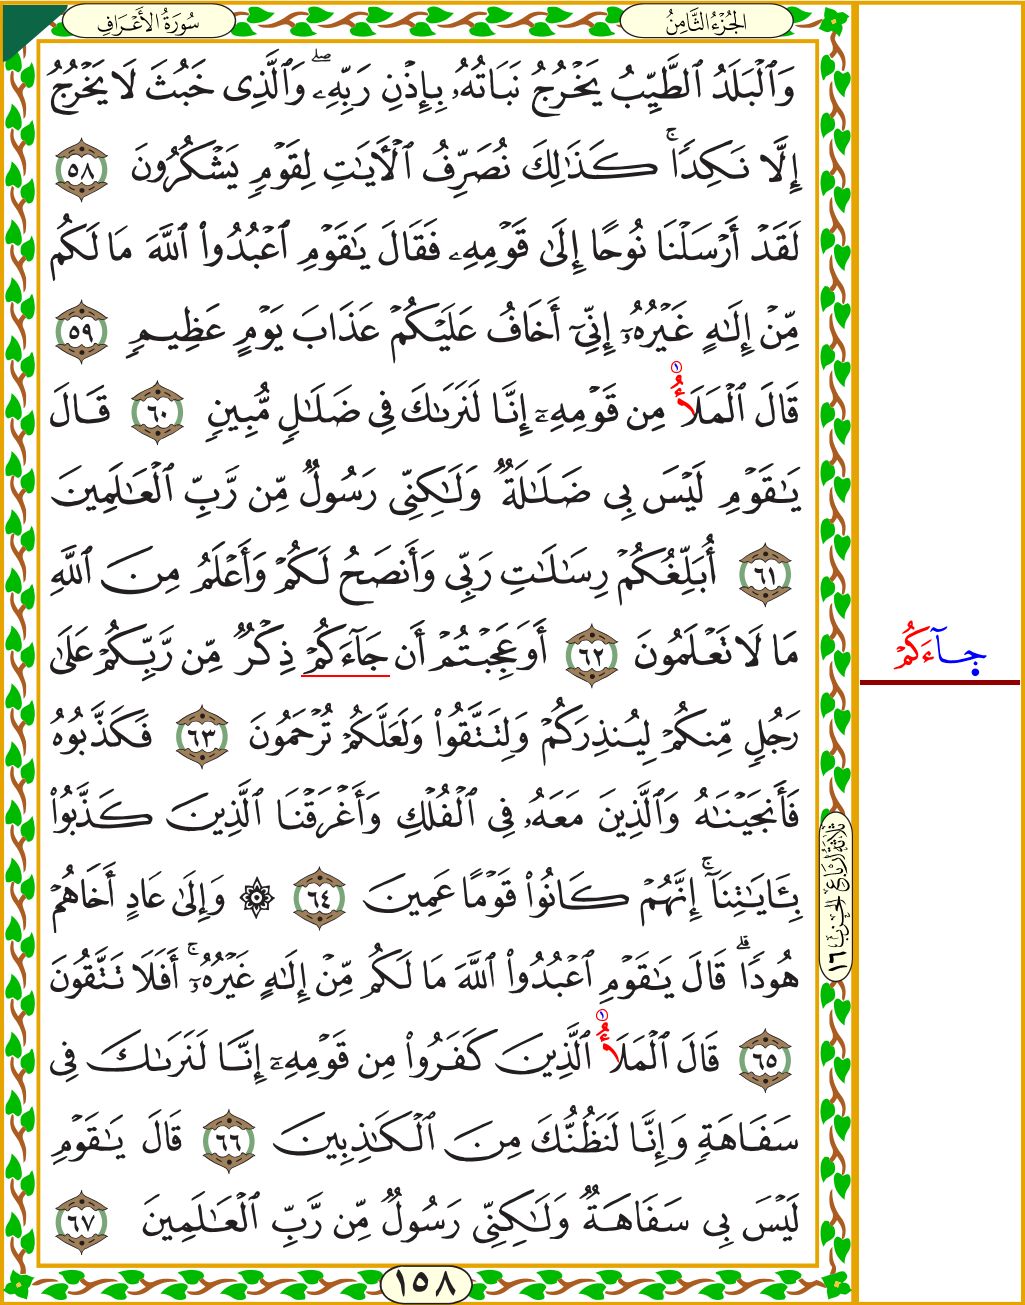 سُورَةُ الأَعْرَافِ
الجُزْءُ الثَّامِنُ
وَٱلْبَلَدُ ٱلطَّيِّبُ يَخْرُجُ نَبَاتُهُۥ بِإِذْنِ رَبِّهِۦۖ وَٱلَّذِى خَبُثَ لَا يَخْرُجُ
إِلَّا نَكِدًاۚ كَذَٰلِكَ نُصَرِّفُ ٱلْأَيَٰتِ لِقَوْمٍ يَشْكُرُونَ ٥٨
لَقَدْ أَرْسَلْنَا نُوحًا إِلَىٰ قَوْمِهِۦ فَقَالَ يَٰقَوْمِ ٱعْبُدُوا۟ ٱللَّهَ مَا لَكُم
مِّنْ إِلَٰهٍ غَيْرُهُۥٓ إِنِّىٓ أَخَافُ عَلَيْكُمْ عَذَابَ يَوْمٍ عَظِيمٍ ٥٩
قَالَ ٱلْمَلَأُ ١ مِن قَوْمِهِۦٓ إِنَّا لَنَرَىٰكَ فِى ضَلَٰلٍ مُّبِينٍ ٦٠ قَالَ
يَٰقَوْمِ لَيْسَ بِى ضَلَٰلَةٌ وَلَٰكِنِّى رَسُولٌ مِّن رَّبِّ ٱلْعَٰلَمِينَ
٦١ أُبَلِّغُكُمْ رِسَٰلَٰتِ رَبِّى وَأَنصَحُ لَكُمْ وَأَعْلَمُ مِنَ ٱللَّهِ
مَا لَا تَعْلَمُونَ ٦٢ أَوَعَجِبْتُمْ أَن جَآءَكُمْ ذِكْرٌ مِّن رَّبِّكُمْ عَلَىٰ
جآءَكُمْ
رَجُلٍ مِّنكُمْ لِيُنذِرَكُمْ وَلِتَتَّقُوا۟ وَلَعَلَّكُمْ تُرْحَمُونَ ٦٣ فَكَذَّبُوهُ
فَأَنجَيْنَٰهُ وَٱلَّذِينَ مَعَهُۥ فِى ٱلْفُلْكِ وَأَغْرَقْنَا ٱلَّذِينَ كَذَّبُوا۟
بِـَٔايَٰتِنَآۚ إِنَّهُمْ كَانُوا۟ قَوْمًا عَمِينَ ٦٤ ۞ وَإِلَىٰ عَادٍ أَخَاهُمْ
هُودًاۗ قَالَ يَٰقَوْمِ ٱعْبُدُوا۟ ٱللَّهَ مَا لَكُم مِّنْ إِلَٰهٍ غَيْرُهُۥٓۚ أَفَلَا تَتَّقُونَ
ثلاثة أرباع الحزب ١٦
٦٥ قَالَ ٱلْمَلَأُ ١ ٱلَّذِينَ كَفَرُوا۟ مِن قَوْمِهِۦٓ إِنَّا لَنَرَىٰكَ فِى
سَفَاهَةٍ وَإِنَّا لَنَظُنُّكَ مِنَ ٱلْكَٰذِبِينَ ٦٦ قَالَ يَٰقَوْمِ
لَيْسَ بِى سَفَاهَةٌ وَلَٰكِنِّى رَسُولٌ مِّن رَّبِّ ٱلْعَٰلَمِينَ ٦٧
١٥٨